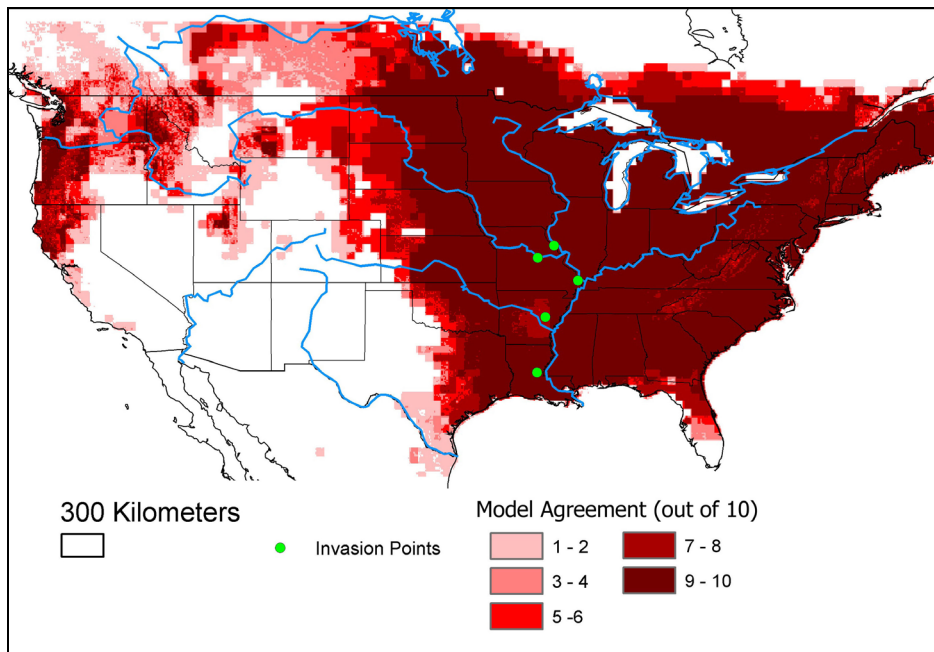 300 Kilometers
Invasion Points
Model Agreement (out of 10)
1 - 2
3 - 4
5 -6
7 - 8
9 - 10